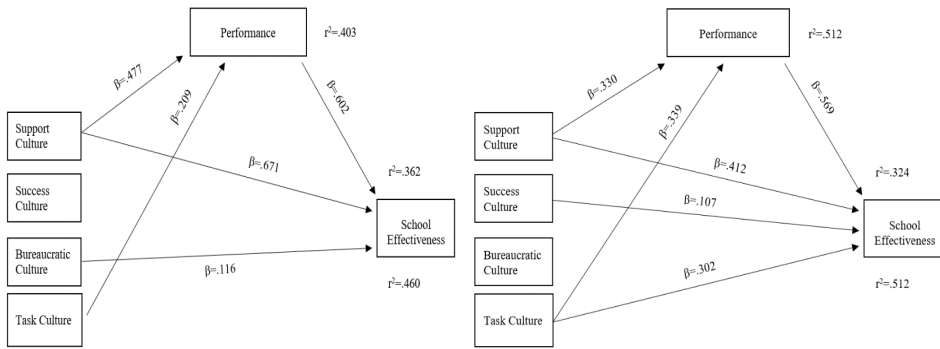 Performance
r²=.403
β=.477
β=.209
β=.602
Support
Culture
β=.671
r²=.362
Success
Culture
School
Effectiveness
Bureaucratic
Culture
β=.116
r²=.460
Task Culture
Performance
r²=.512
β=.330
β=.339
β=.569
Support
Culture
β=.412
r²=.324
Success
Culture
β=.107
School
Effectiveness
Bureaucratic
Culture
β=.302
r²=.512
Task Culture